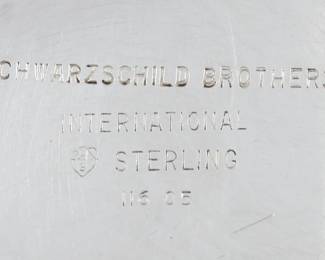 CHWARZSCHILD BROTHERS
INTERNATIONAL
STERLING
116 05